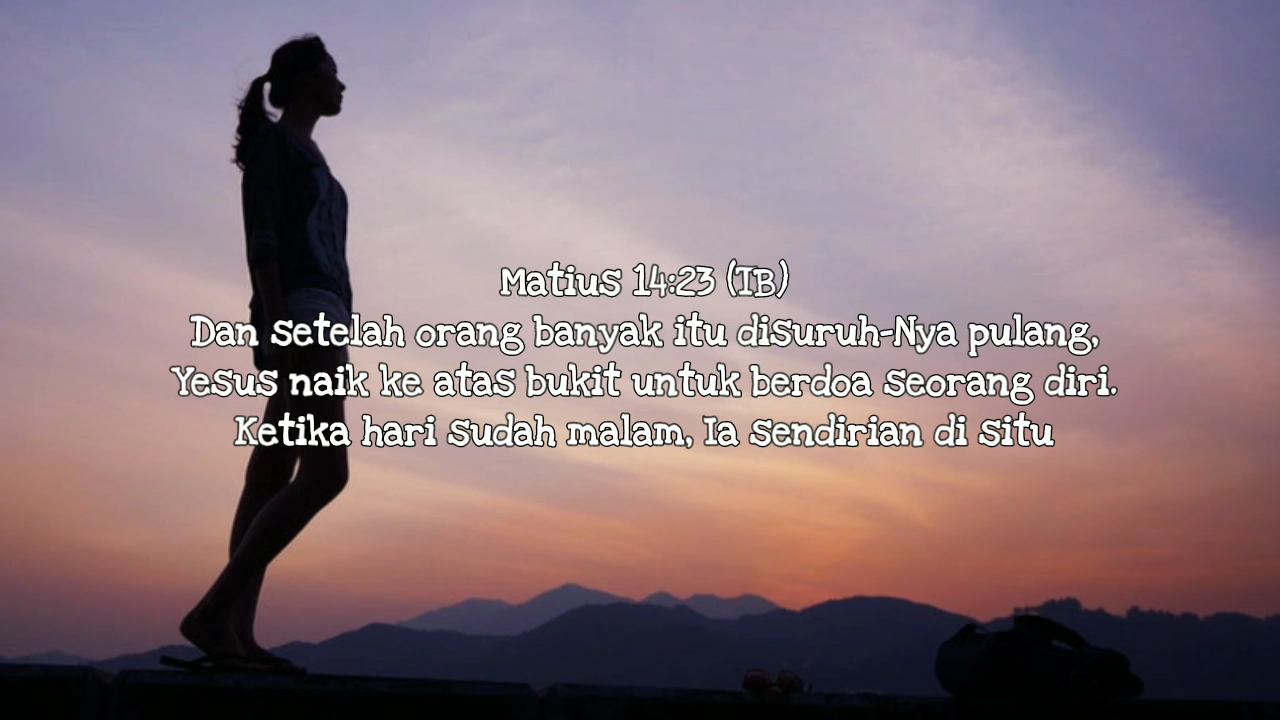 Matius 14:23 (IB)
Dan setelah orang banyak itu disuruh-Nya pulang,
Yesus naik ke atas bukit untuk berdoa seorang diri.
Ketika hari sudah malam, Ia sendirian di situ